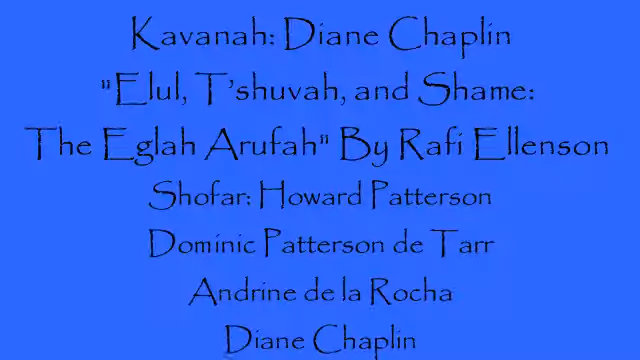 Kavanah: Diane Chaplin
"Elul, T'shuvah, and Shame:
The Eglah Arufah" By Rafi Ellenson
Shofar: Howard Patterson
Dominic Patterson de Tarr
Andrine de la Rocha
Diane Chaplin